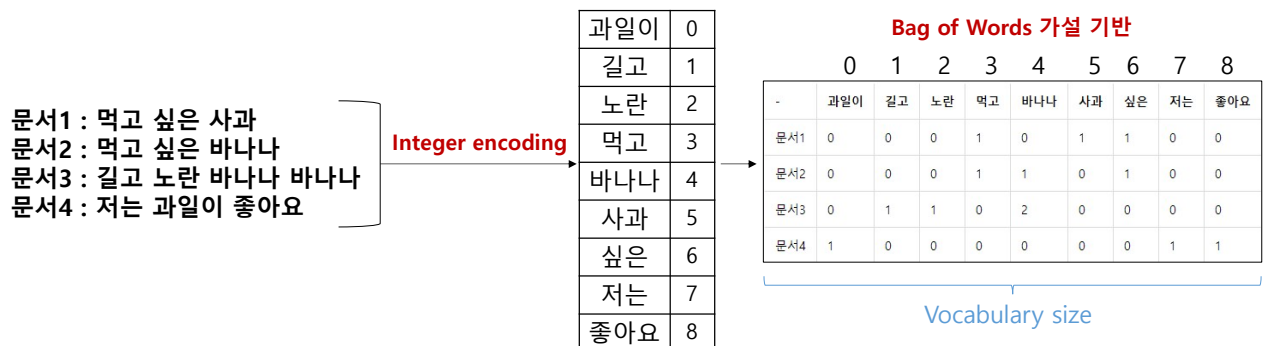 문서1 : 먹고 싶은 사과
문서2 : 먹고 싶은 바나나
문서3 : 길고 노란 바나나 바나나
문서4 : 저는 과일이 좋아요
Integer encoding
과일이 0
길고 1
노란 2
먹고 3
바나나 4
사과 5
싶은 6
저는 7
좋아요 8
Bag of Words 가설 기반
0 1 2 3 4 5 6 7 8
- 과일이 길고 노란 먹고 바나나 사과 싶은 저는 좋아요
문서1 0 0 0 1 0 1 1 0 0
문서2 0 0 0 1 1 0 1 0 0
문서3 0 1 1 0 2 0 0 0 0
문서4 1 0 0 0 0 0 0 1 1
Vocabulary size